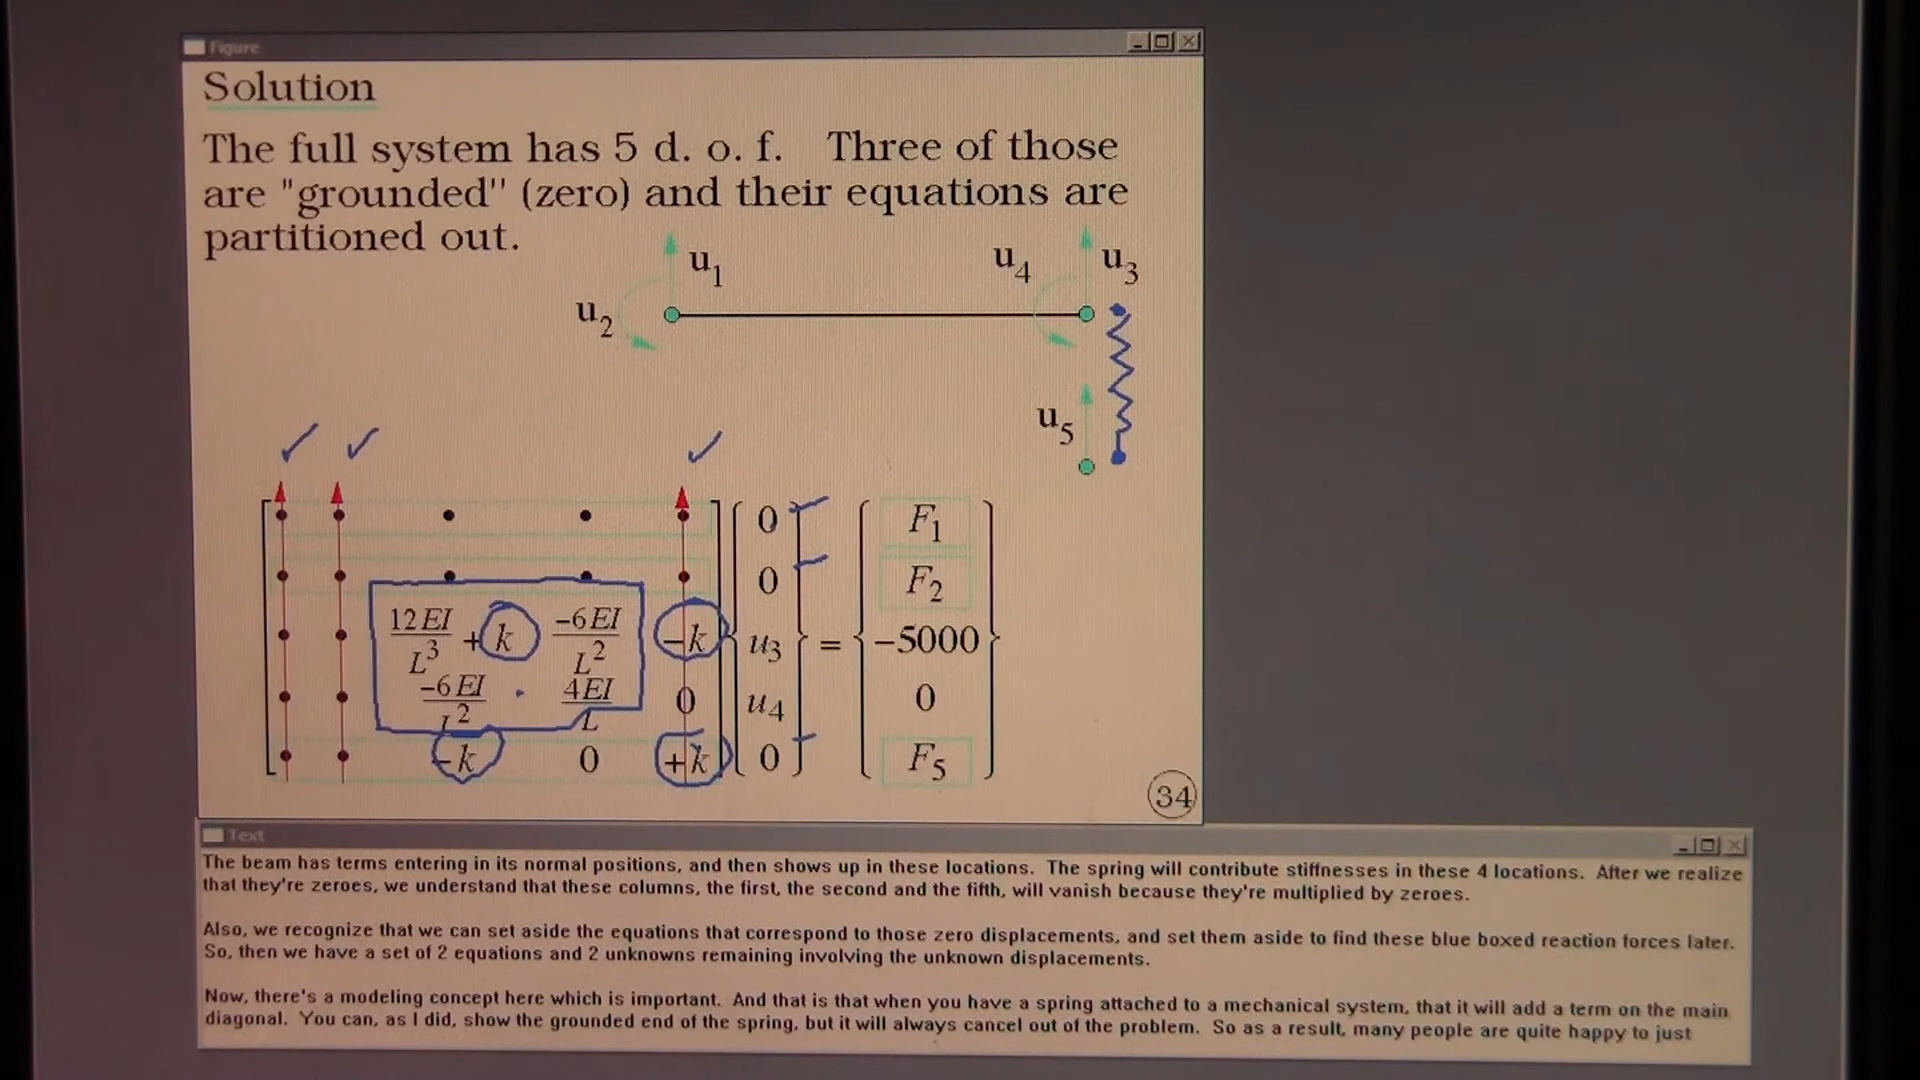 Figure
Solution
The full system has 5 d. o. f. Three of those
are "grounded" (zero) and their equations are
partitioned out.
u1
u4
u3
u2
u5
0
F1
0
F2
12EI/L^3 + k
-6EI/L^2
-k
u3
=
-5000
-6EI/L^2
4EI/L
0
u4
0
-k
0
+k
0
F5
34
Text
The beam has terms entering in its normal positions, and then shows up in these locations. The spring will contribute stiffnesses in these 4 locations. After we realize
that they're zeroes, we understand that these columns, the first, the second and the fifth, will vanish because they're multiplied by zeroes.
Also, we recognize that we can set aside the equations that correspond to those zero displacements, and set them aside to find these blue boxed reaction forces later.
So, then we have a set of 2 equations and 2 unknowns remaining involving the unknown displacements.
Now, there's a modeling concept here which is important. And that is that when you have a spring attached to a mechanical system, that it will add a term on the main
diagonal. You can, as I did, show the grounded end of the spring, but it will always cancel out of the problem. So as a result, many people are quite happy to just